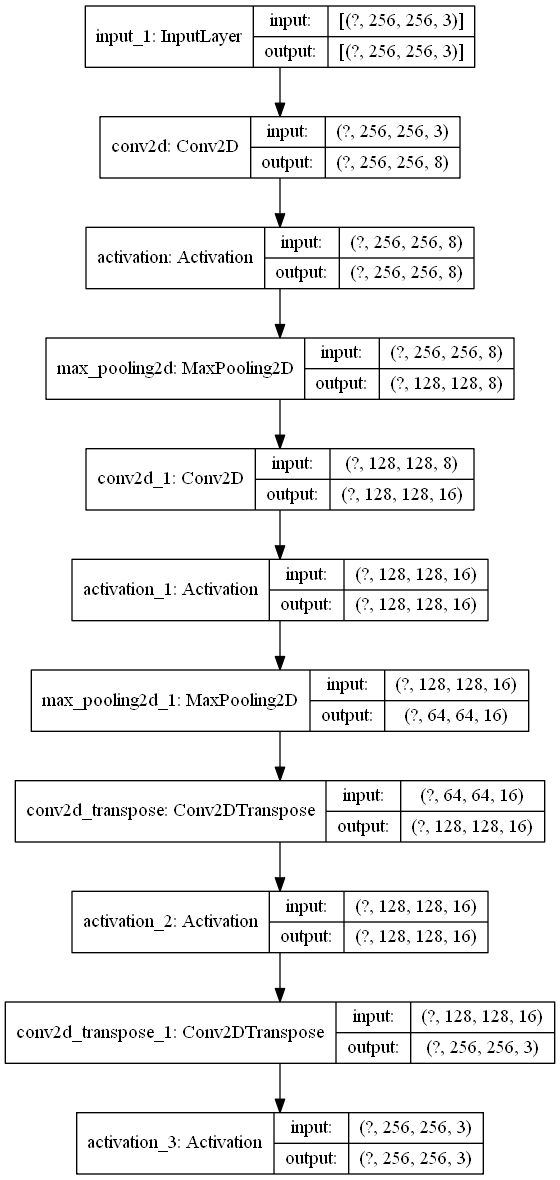 input_1: InputLayer
input: [(?, 256, 256, 3)]
output: [(?, 256, 256, 3)]
conv2d: Conv2D
input: (?, 256, 256, 3)
output: (?, 256, 256, 8)
activation: Activation
input: (?, 256, 256, 8)
output: (?, 256, 256, 8)
max_pooling2d: MaxPooling2D
input: (?, 256, 256, 8)
output: (?, 128, 128, 8)
conv2d_1: Conv2D
input: (?, 128, 128, 8)
output: (?, 128, 128, 16)
activation_1: Activation
input: (?, 128, 128, 16)
output: (?, 128, 128, 16)
max_pooling2d_1: MaxPooling2D
input: (?, 128, 128, 16)
output: (?, 64, 64, 16)
conv2d_transpose: Conv2DTranspose
input: (?, 64, 64, 16)
output: (?, 128, 128, 16)
activation_2: Activation
input: (?, 128, 128, 16)
output: (?, 128, 128, 16)
conv2d_transpose_1: Conv2DTranspose
input: (?, 128, 128, 16)
output: (?, 256, 256, 3)
activation_3: Activation
input: (?, 256, 256, 3)
output: (?, 256, 256, 3)